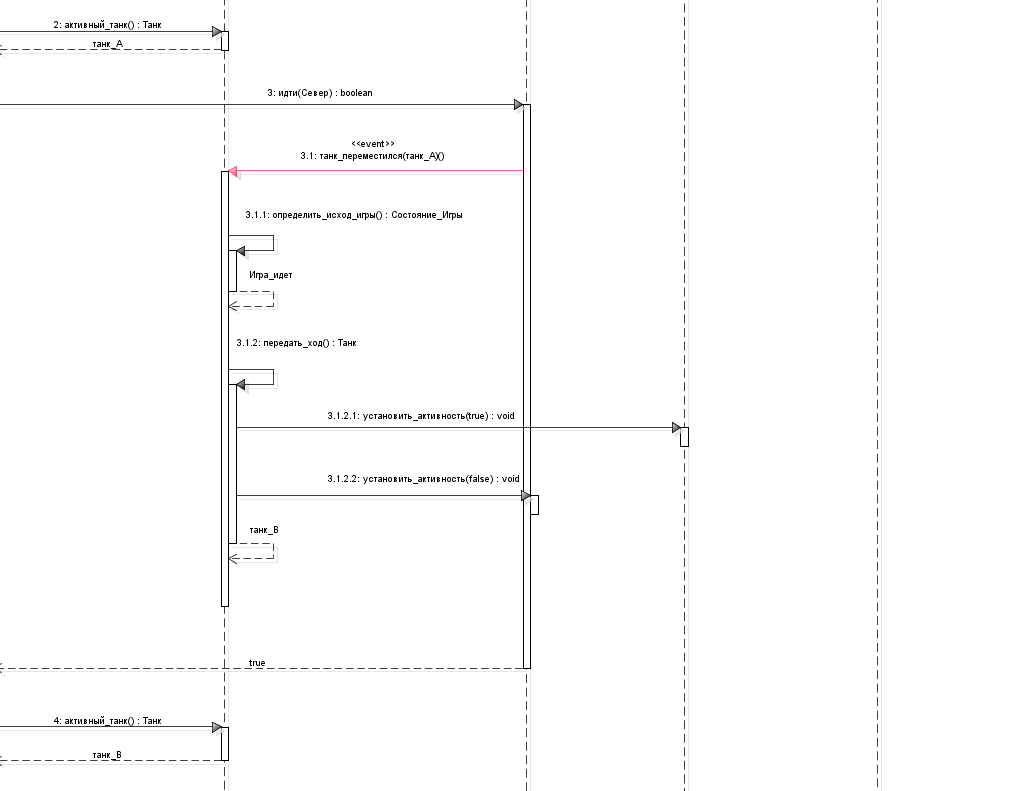 2: активный_танк() : Танк
танк_А
3: идти(Север) : boolean
<<event>>
3.1: танк_переместился(танк_А)()
3.1.1: определить_исход_игры() : Состояние_Игры
Игра_идет
3.1.2: передать_ход() : Танк
3.1.2.1: установить_активность(true) : void
3.1.2.2: установить_активность(false) : void
танк_В
true
4: активный_танк() : Танк
танк_В